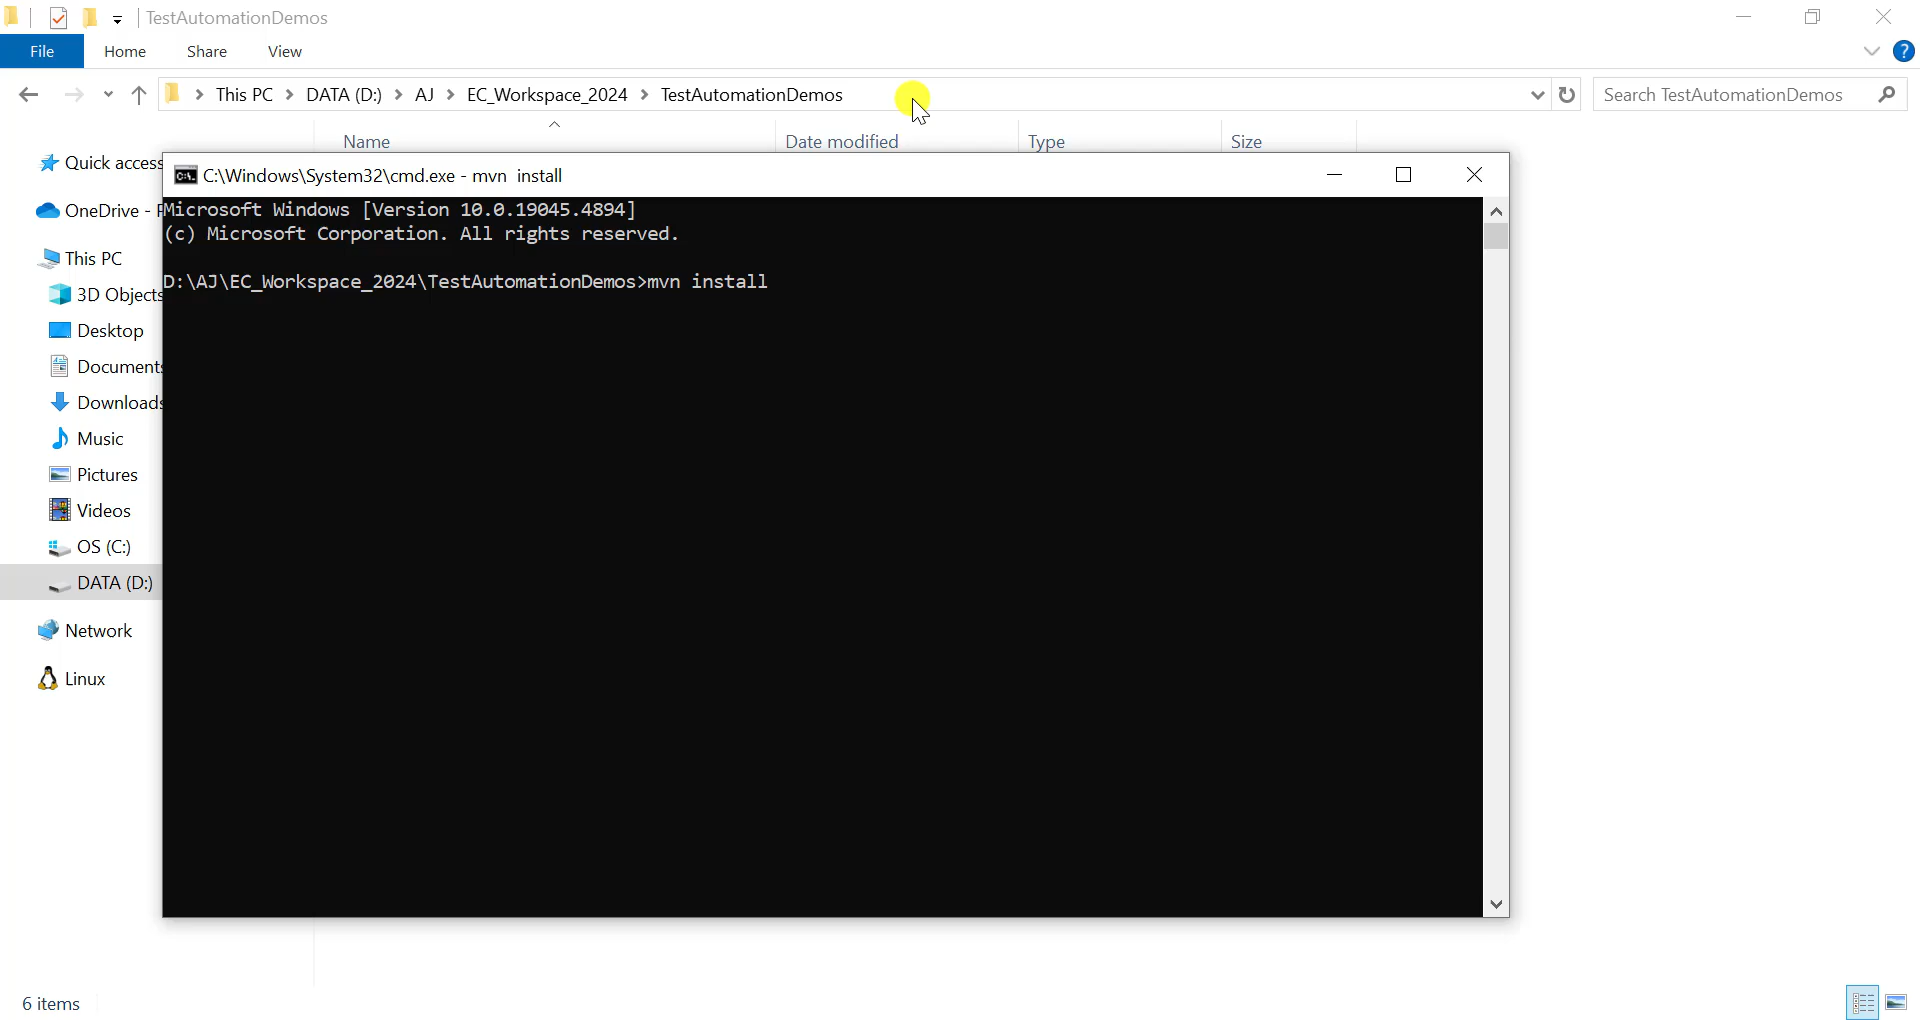 TestAutomationDemos
File Home Share View
This PC > DATA (D:) > AJ > EC_Workspace_2024 > TestAutomationDemos
Search TestAutomationDemos
Name Date modified Type Size
Quick access
OneDrive -
This PC
3D Objects
Desktop
Documents
Downloads
Music
Pictures
Videos
OS (C:)
DATA (D:)
Network
Linux
C:\Windows\System32\cmd.exe - mvn  install
Microsoft Windows [Version 10.0.19045.4894]
(c) Microsoft Corporation. All rights reserved.
D:\AJ\EC_Workspace_2024\TestAutomationDemos>mvn install
6 items